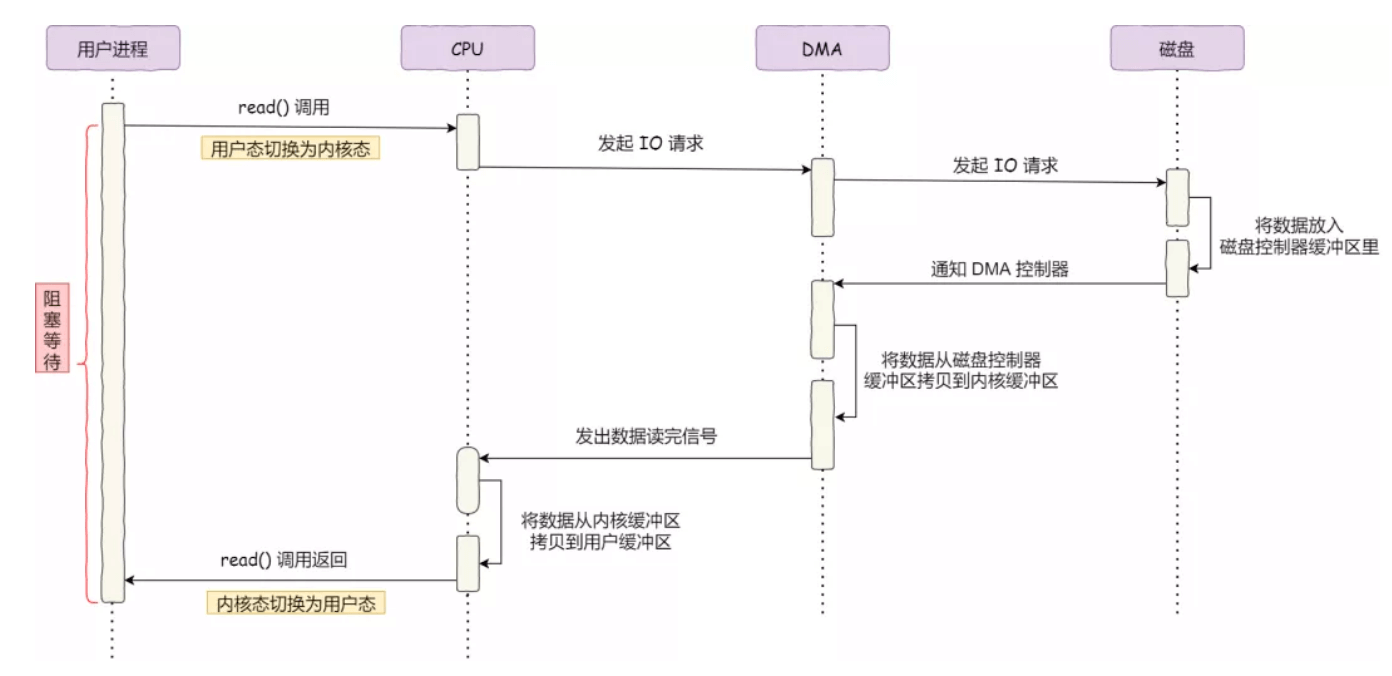 用户进程
CPU
DMA
磁盘
read() 调用
用户态切换为内核态
发起 IO 请求
发起 IO 请求
将数据放入
磁盘控制器缓冲区里
通知 DMA 控制器
阻
塞
等
待
将数据从磁盘控制器
缓冲区拷贝到内核缓冲区
发出数据读完信号
将数据从内核缓冲区
拷贝到用户缓冲区
read() 调用返回
内核态切换为用户态